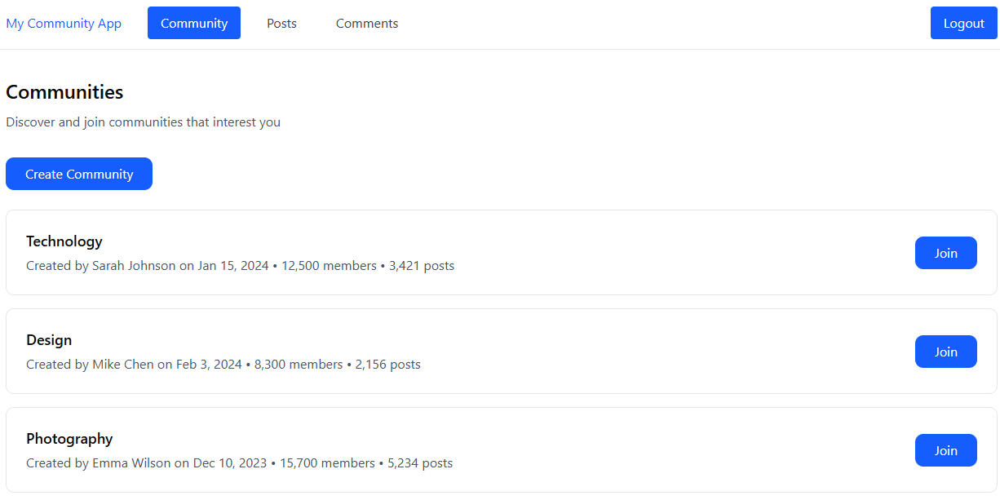 My Community App Community Posts Comments Logout
Communities
Discover and join communities that interest you
Create Community
Technology
Created by Sarah Johnson on Jan 15, 2024 • 12,500 members • 3,421 posts
Join
Design
Created by Mike Chen on Feb 3, 2024 • 8,300 members • 2,156 posts
Join
Photography
Created by Emma Wilson on Dec 10, 2023 • 15,700 members • 5,234 posts
Join